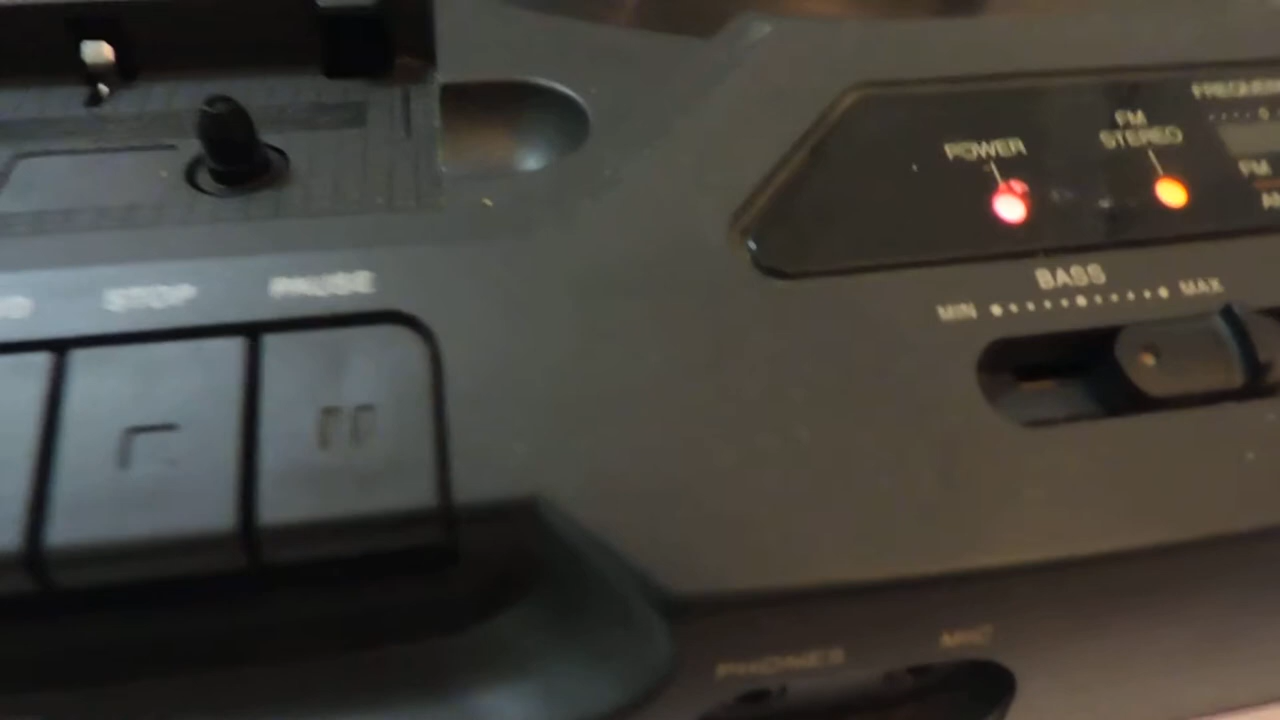 FM
STEREO
POWER
FM
BASS
MIN MAX
STOP PAUSE
PHONES MIC